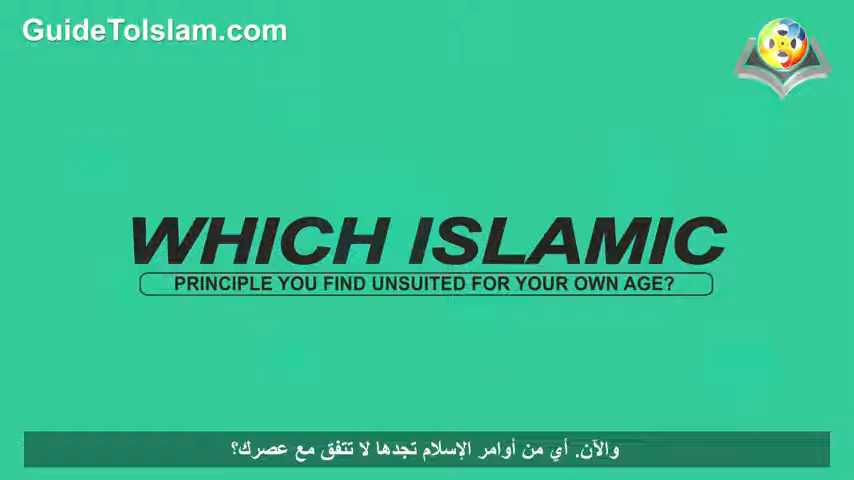 GuideToIslam.com
WHICH ISLAMIC
PRINCIPLE YOU FIND UNSUITED FOR YOUR OWN AGE?
والآن. أي من أوامر الإسلام تجدها لا تتفق مع عصرك؟